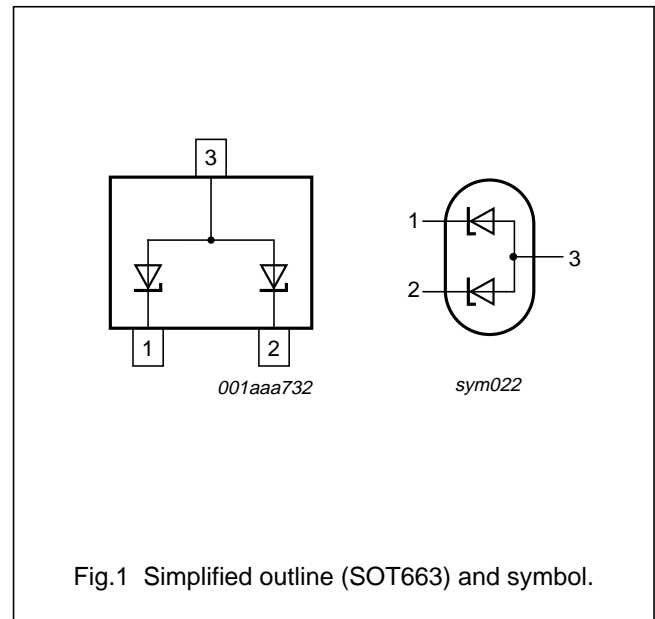 3
1
2
001aaa732
1
2
3
sym022
Fig.1 Simplified outline (SOT663) and symbol.